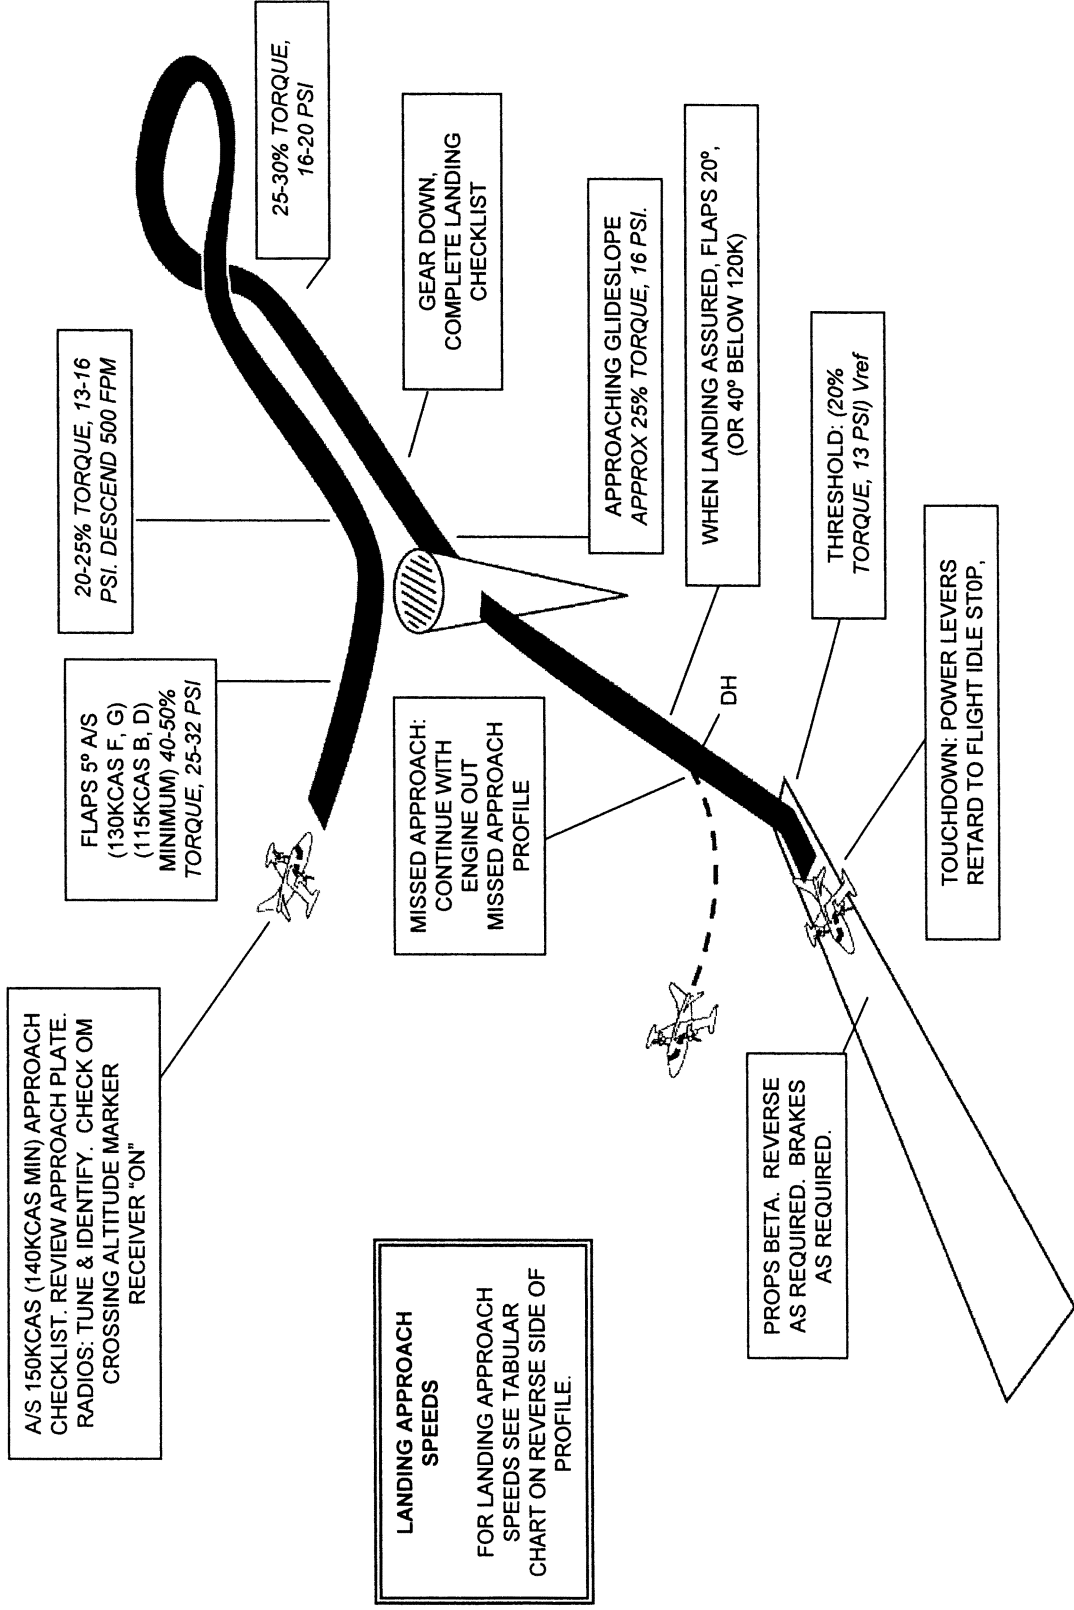 A/S 150KCAS (140KCAS MIN) APPROACH
CHECKLIST. REVIEW APPROACH PLATE.
RADIOS: TUNE & IDENTIFY. CHECK OM
CROSSING ALTITUDE MARKER
RECEIVER "ON"
FLAPS 5º A/S
(130KCAS F, G)
(115KCAS B, D)
MINIMUM) 40-50%
TORQUE, 25-32 PSI
20-25% TORQUE, 13-16
PSI. DESCEND 500 FPM
25-30% TORQUE,
16-20 PSI
GEAR DOWN,
COMPLETE LANDING
CHECKLIST
APPROACHING GLIDESLOPE
APPROX 25% TORQUE, 16 PSI.
WHEN LANDING ASSURED, FLAPS 20º,
(OR 40º BELOW 120K)
MISSED APPROACH:
CONTINUE WITH
ENGINE OUT
MISSED APPROACH
PROFILE
DH
THRESHOLD: (20%
TORQUE, 13 PSI) Vref
TOUCHDOWN: POWER LEVERS
RETARD TO FLIGHT IDLE ST0P,
PROPS BETA. REVERSE
AS REQUIRED. BRAKES
AS REQUIRED.
LANDING APPROACH
SPEEDS
FOR LANDING APPROACH
SPEEDS SEE TABULAR
CHART ON REVERSE SIDE OF
PROFILE.